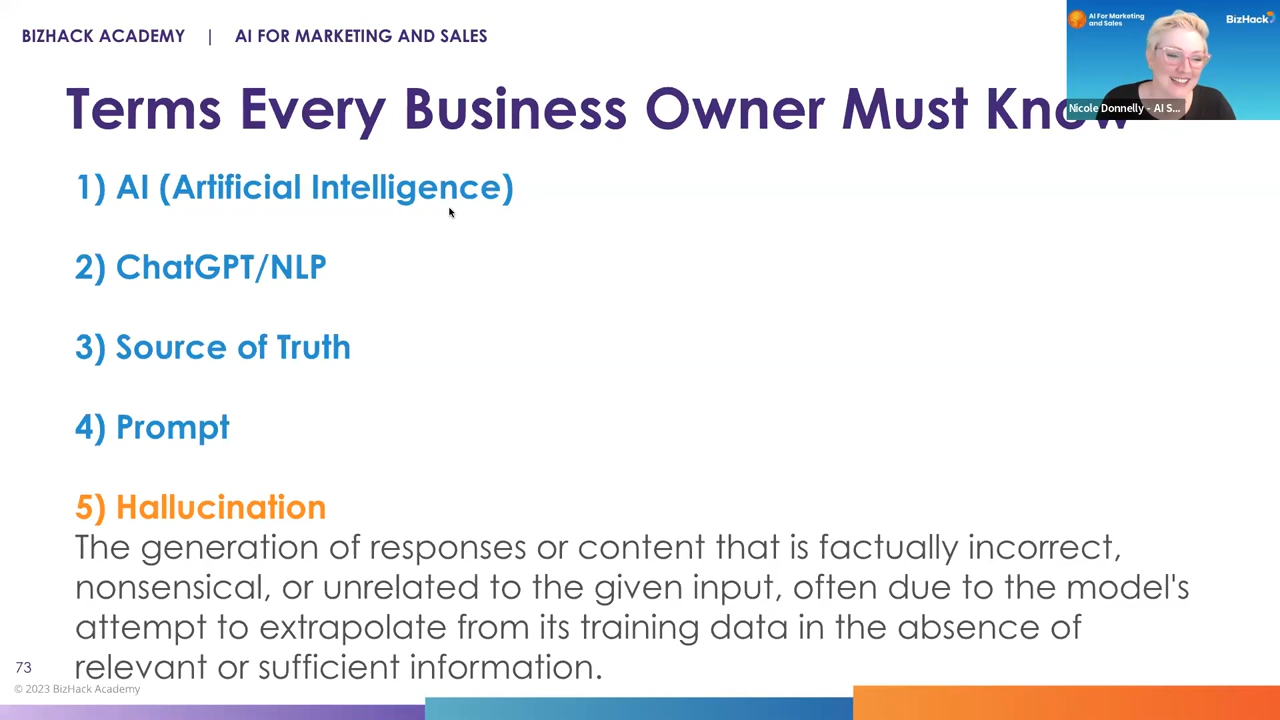 BIZHACK ACADEMY | AI FOR MARKETING AND SALES
AI For Marketing
and Sales
BizHack
Nicole Donnelly - AI S...
Terms Every Business Owner Must Know
1) AI (Artificial Intelligence)
2) ChatGPT/NLP
3) Source of Truth
4) Prompt
5) Hallucination
The generation of responses or content that is factually incorrect,
nonsensical, or unrelated to the given input, often due to the model's
attempt to extrapolate from its training data in the absence of
relevant or sufficient information.
73
© 2023 BizHack Academy